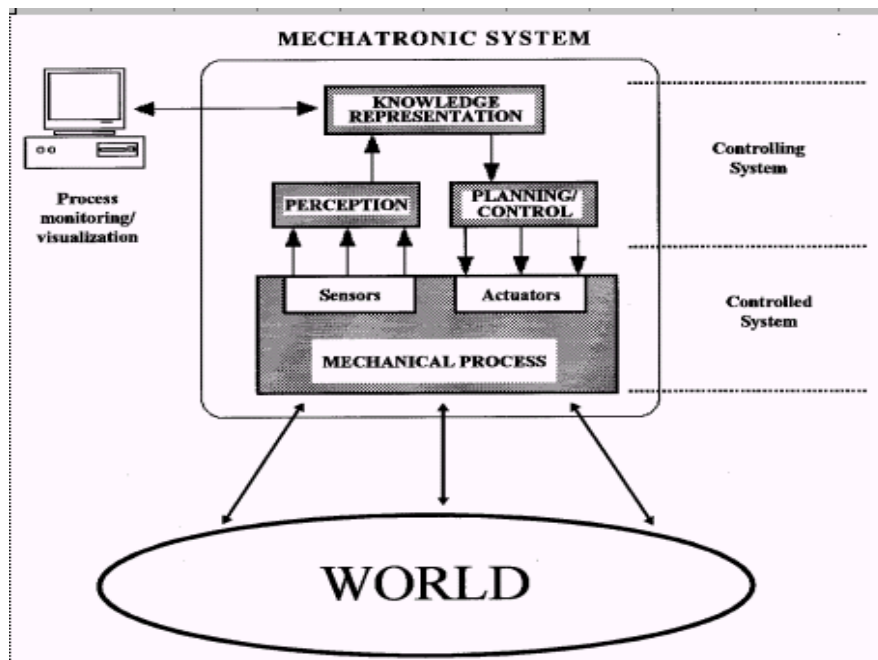 MECHATRONIC SYSTEM
KNOWLEDGE
REPRESENTATION
Process
monitoring/
visualization
PERCEPTION
PLANNING/
CONTROL
Controlling
System
Sensors
Actuators
MECHANICAL PROCESS
Controlled
System
WORLD